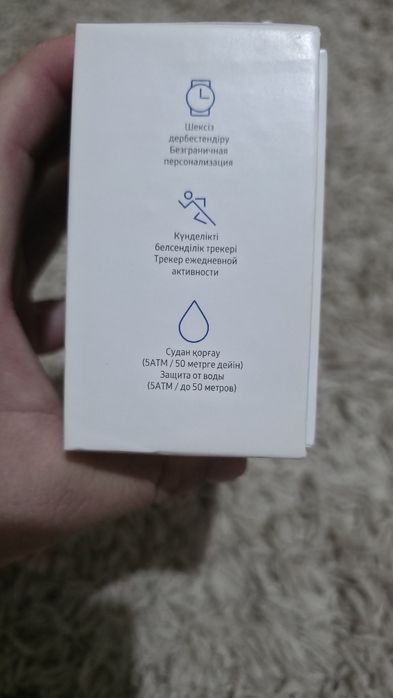 Шексіз
дербестендіру
Безграничная
персонализация
Күнделікті
белсенділік трекері
Трекер ежедневной
активности
Судан қорғау
(5ATM / 50 метрге дейін)
Защита от воды
(5ATM / до 50 метров)